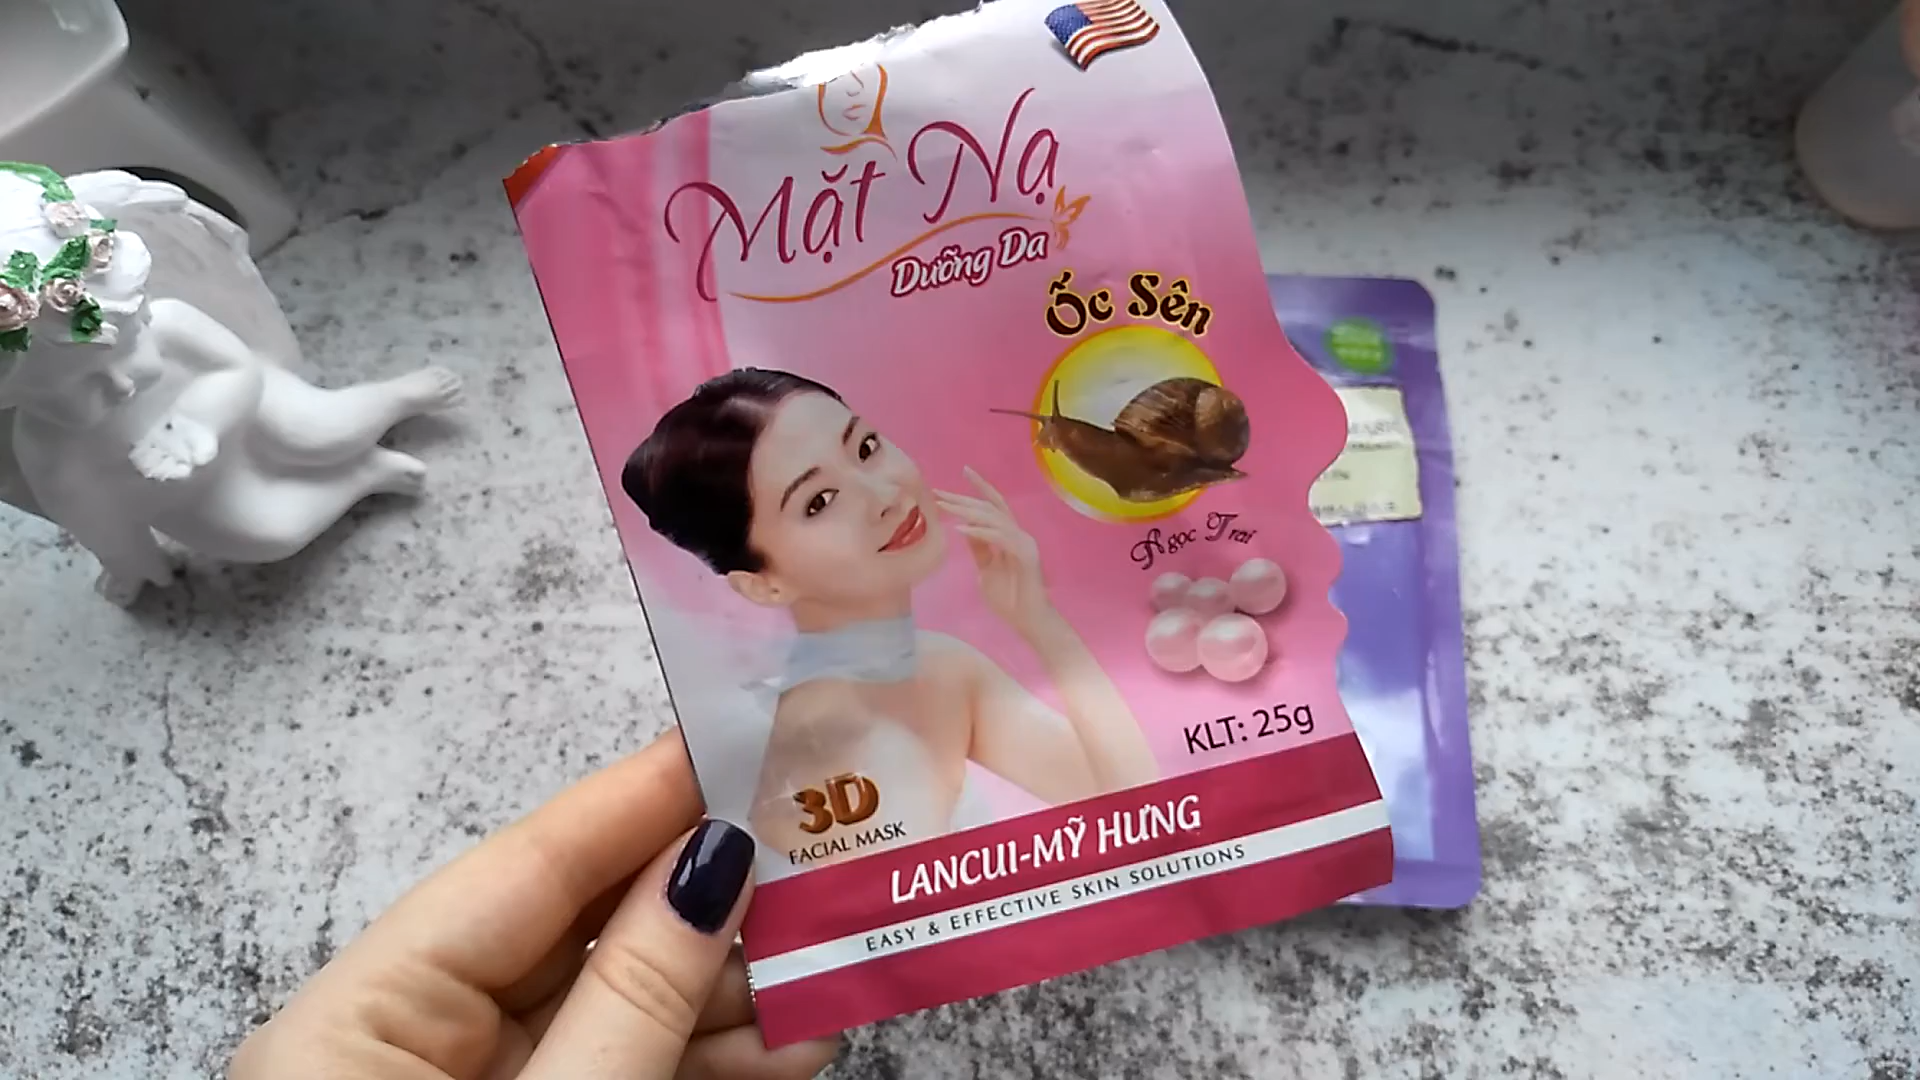 Mặt Nạ
Dưỡng Da
Ốc Sên
Ngọc Trai
KLT: 25g
3D
FACIAL MASK
LANCUI-MỸ HƯNG
EASY & EFFECTIVE SKIN SOLUTIONS